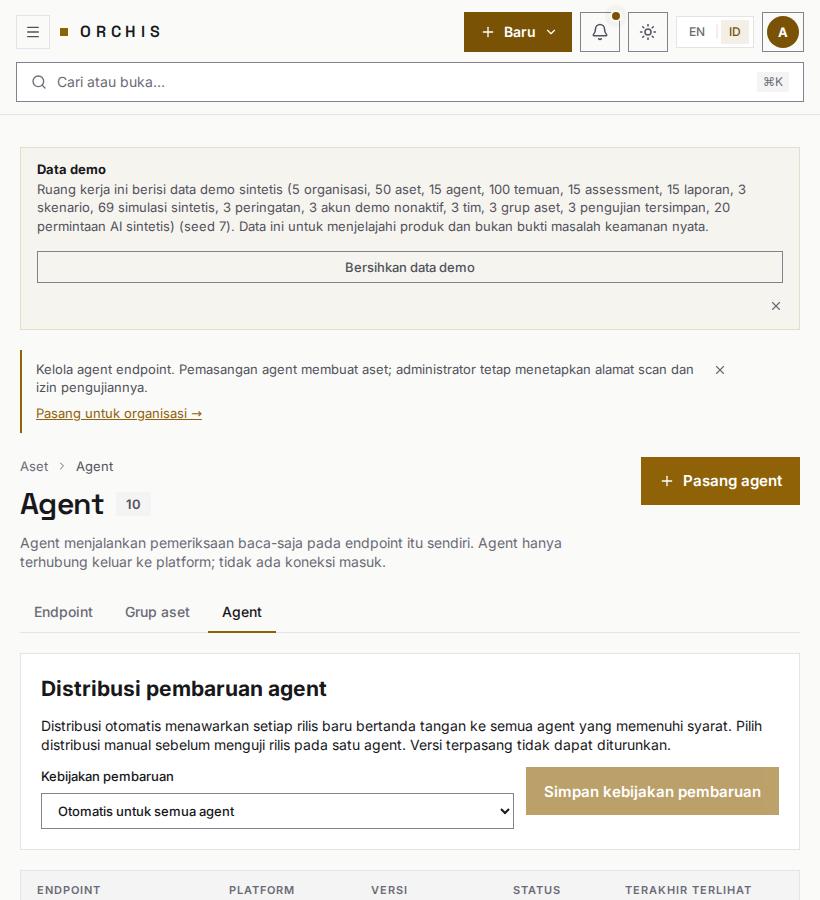 ORCHIS
Baru
EN
ID
A
Cari atau buka...
⌘K
Data demo
Ruang kerja ini berisi data demo sintetis (5 organisasi, 50 aset, 15 agent, 100 temuan, 15 assessment, 15 laporan, 3
skenario, 69 simulasi sintetis, 3 peringatan, 3 akun demo nonaktif, 3 tim, 3 grup aset, 3 pengujian tersimpan, 20
permintaan AI sintetis) (seed 7). Data ini untuk menjelajahi produk dan bukan bukti masalah keamanan nyata.
Bersihkan data demo
Kelola agent endpoint. Pemasangan agent membuat aset; administrator tetap menetapkan alamat scan dan
izin pengujiannya.
Pasang untuk organisasi →
Aset > Agent
Agent 10
Pasang agent
Agent menjalankan pemeriksaan baca-saja pada endpoint itu sendiri. Agent hanya
terhubung keluar ke platform; tidak ada koneksi masuk.
Endpoint Grup aset Agent
Distribusi pembaruan agent
Distribusi otomatis menawarkan setiap rilis baru bertanda tangan ke semua agent yang memenuhi syarat. Pilih
distribusi manual sebelum menguji rilis pada satu agent. Versi terpasang tidak dapat diturunkan.
Kebijakan pembaruan
Otomatis untuk semua agent
Simpan kebijakan pembaruan
ENDPOINT PLATFORM VERSI STATUS TERAKHIR TERLIHAT